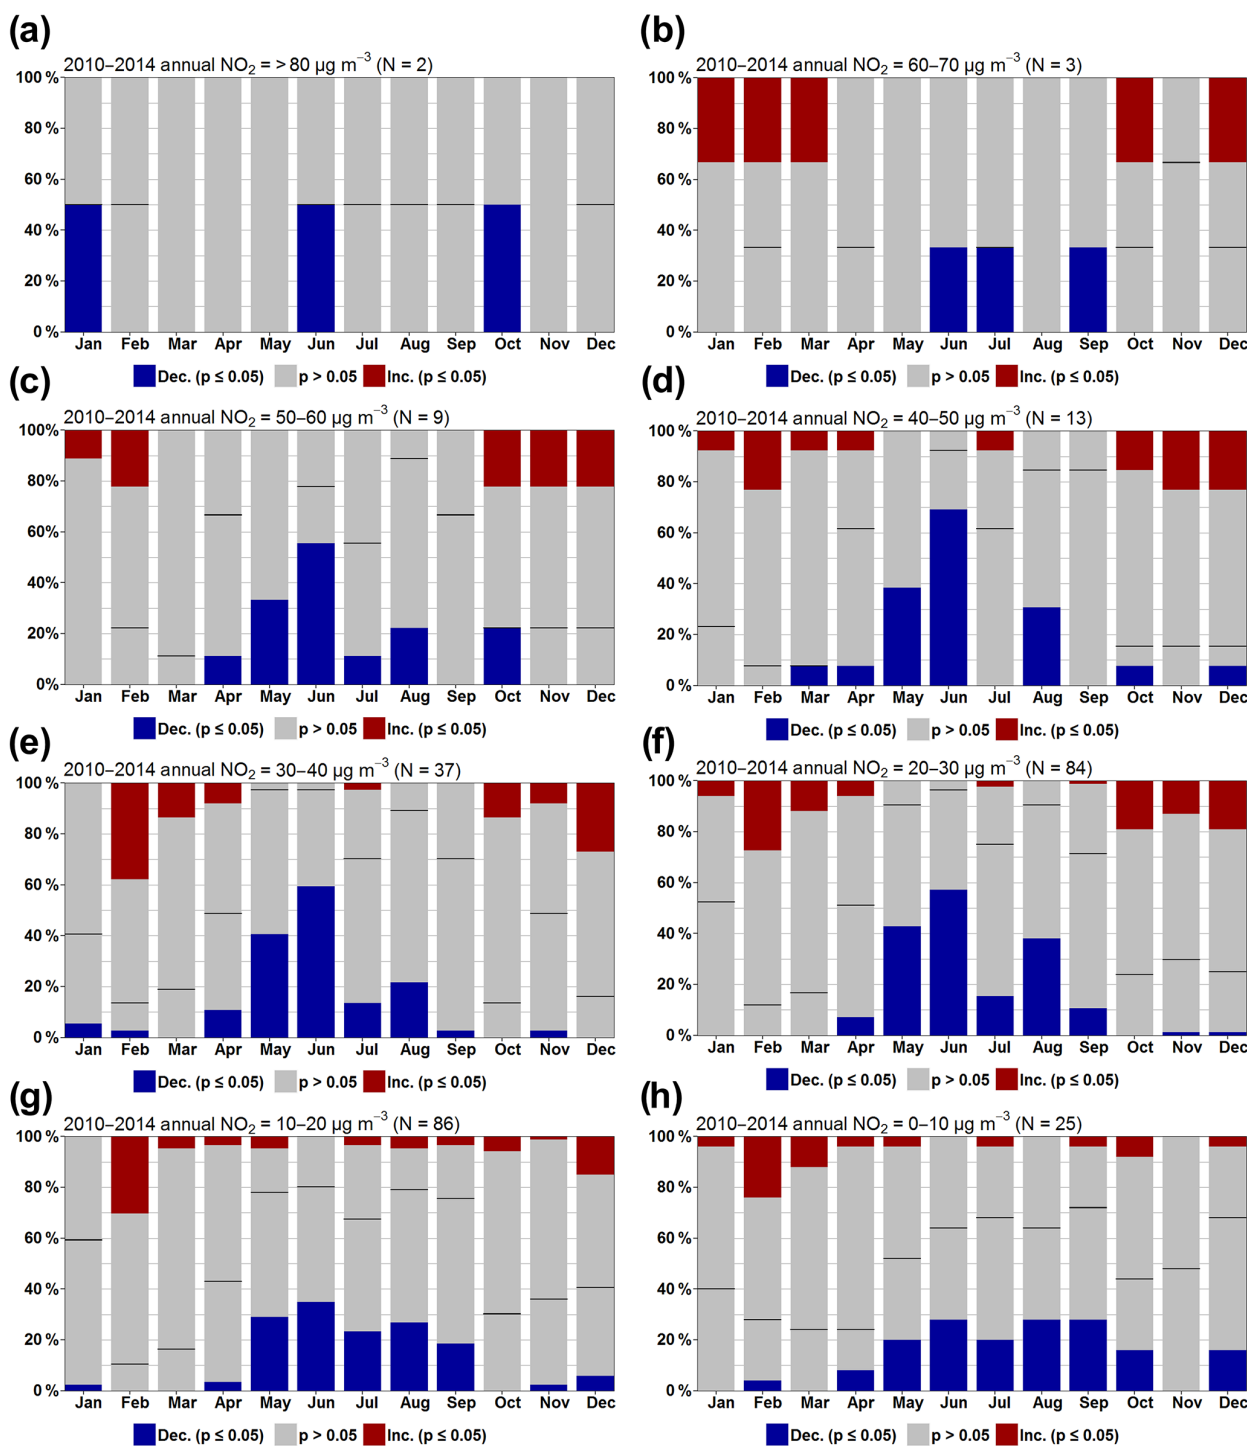 (a)
2010–2014 annual NO₂ = >80 µg m⁻³ (N = 2)
100 %
80 %
60 %
40 %
20 %
0 %
Jan Feb Mar Apr May Jun Jul Aug Sep Oct Nov Dec
Dec. (p ≤ 0.05) p > 0.05 Inc. (p ≤ 0.05)
(b)
2010–2014 annual NO₂ = 60–70 µg m⁻³ (N = 3)
100 %
80 %
60 %
40 %
20 %
0 %
Jan Feb Mar Apr May Jun Jul Aug Sep Oct Nov Dec
Dec. (p ≤ 0.05) p > 0.05 Inc. (p ≤ 0.05)
(c)
2010–2014 annual NO₂ = 50–60 µg m⁻³ (N = 9)
100 %
80 %
60 %
40%
20 %
0%
Jan Feb Mar Apr May Jun Jul Aug Sep Oct Nov Dec
Dec. (p ≤ 0.05) p > 0.05 Inc. (p ≤ 0.05)
(d)
2010–2014 annual NO₂ = 40–50 µg m⁻³ (N = 13)
100 %
80 %
60 %
40 %
20 %
0 %
Jan Feb Mar Apr May Jun Jul Aug Sep Oct Nov Dec
Dec. (p ≤ 0.05) p > 0.05 Inc. (p ≤ 0.05)
(e)
2010–2014 annual NO₂ = 30–40 µg m⁻³ (N = 37)
100 %
80 %
60 %
40 %
20 %
0%
Jan Feb Mar Apr May Jun Jul Aug Sep Oct Nov Dec
Dec. (p ≤ 0.05) p > 0.05 Inc. (p ≤ 0.05)
(f)
2010–2014 annual NO₂ = 20–30 µg m⁻³ (N = 84)
100 %
80 %
60 %
40 %
20 %
0 %
Jan Feb Mar Apr May Jun Jul Aug Sep Oct Nov Dec
Dec. (p ≤ 0.05) p > 0.05 Inc. (p ≤ 0.05)
(g)
2010–2014 annual NO₂ = 10–20 µg m⁻³ (N = 86)
100 %
80 %
60 %
40 %
20 %
0 %
Jan Feb Mar Apr May Jun Jul Aug Sep Oct Nov Dec
Dec. (p ≤ 0.05) p > 0.05 Inc. (p ≤ 0.05)
(h)
2010–2014 annual NO₂ = 0–10 µg m⁻³ (N = 25)
100 %
80 %
60 %
40 %
20 %
0 %
Jan Feb Mar Apr May Jun Jul Aug Sep Oct Nov Dec
Dec. (p ≤ 0.05) p > 0.05 Inc. (p ≤ 0.05)